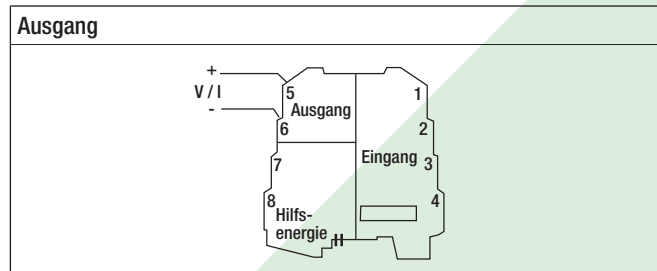 Ausgang
+
V / I
-
5
Ausgang
6
7
8
Hilfs-
energie
1
2
Eingang
3
4